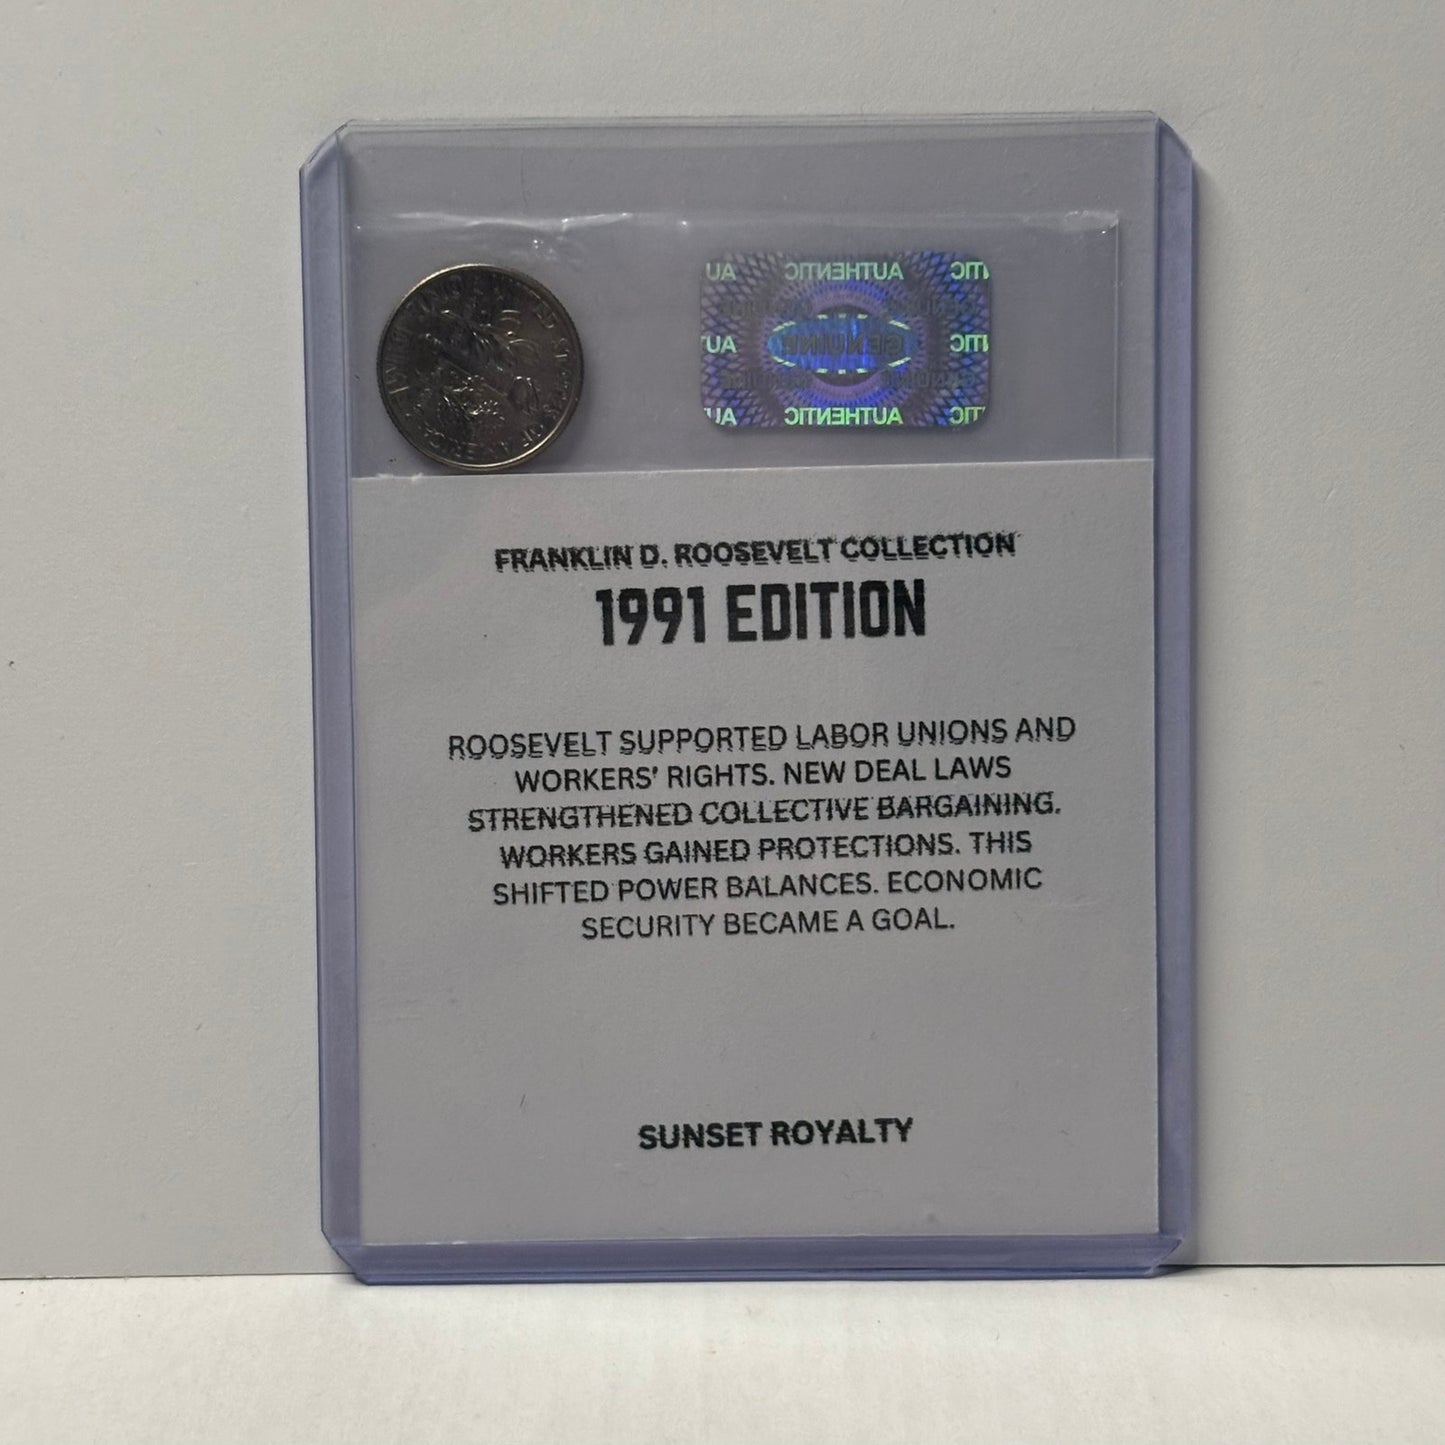 AUTHENTIC
GENUINE
AUTHENTIC
FRANKLIN D. ROOSEVELT COLLECTION
1991 EDITION
ROOSEVELT SUPPORTED LABOR UNIONS AND
WORKERS' RIGHTS. NEW DEAL LAWS
STRENGTHENED COLLECTIVE BARGAINING.
WORKERS GAINED PROTECTIONS. THIS
SHIFTED POWER BALANCES. ECONOMIC
SECURITY BECAME A GOAL.
SUNSET ROYALTY